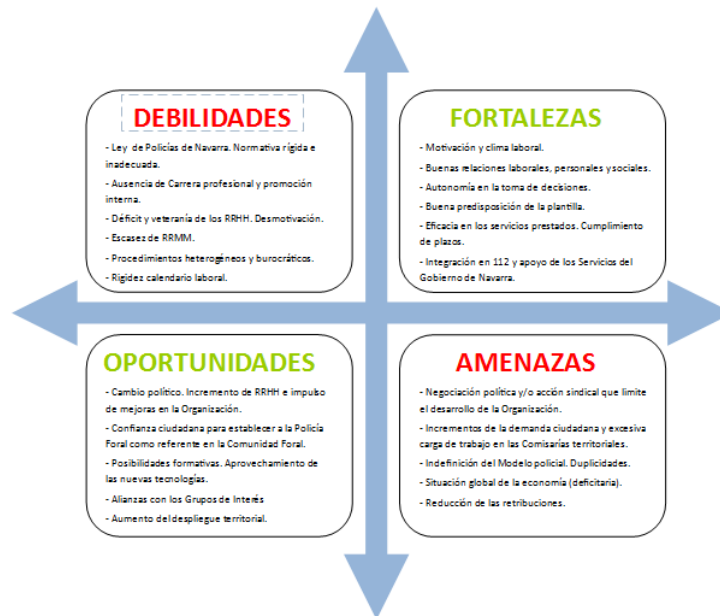 DEBILIDADES
- Ley de Policías de Navarra. Normativa rígida e
inadecuada.
- Ausencia de Carrera profesional y promoción
interna.
- Déficit y veteranía de los RRHH. Desmotivación.
- Escasez de RRMM.
- Procedimientos heterogéneos y burocráticos.
- Rigidez calendario laboral.
FORTALEZAS
- Motivación y clima laboral.
- Buenas relaciones laborales, personales y sociales.
- Autonomía en la toma de decisiones.
- Buena predisposición de la plantilla.
- Eficacia en los servicios prestados. Cumplimiento
de plazos.
- Integración en 112 y apoyo de los Servicios del
Gobierno de Navarra.
OPORTUNIDADES
- Cambio político. Incremento de RRHH e impulso
de mejoras en la Organización.
- Confianza ciudadana para establecer a la Policía
Foral como referente en la Comunidad Foral.
- Posibilidades formativas. Aprovechamiento de
las nuevas tecnologías.
- Alianzas con los Grupos de Interés
- Aumento del despliegue territorial.
AMENAZAS
- Negociación política y/o acción sindical que limite
el desarrollo de la Organización.
- Incrementos de la demanda ciudadana y excesiva
carga de trabajo en las Comisarías territoriales.
- Indefinición del Modelo policial. Duplicidades.
- Situación global de la economía (deficitaria).
- Reducción de las retribuciones.